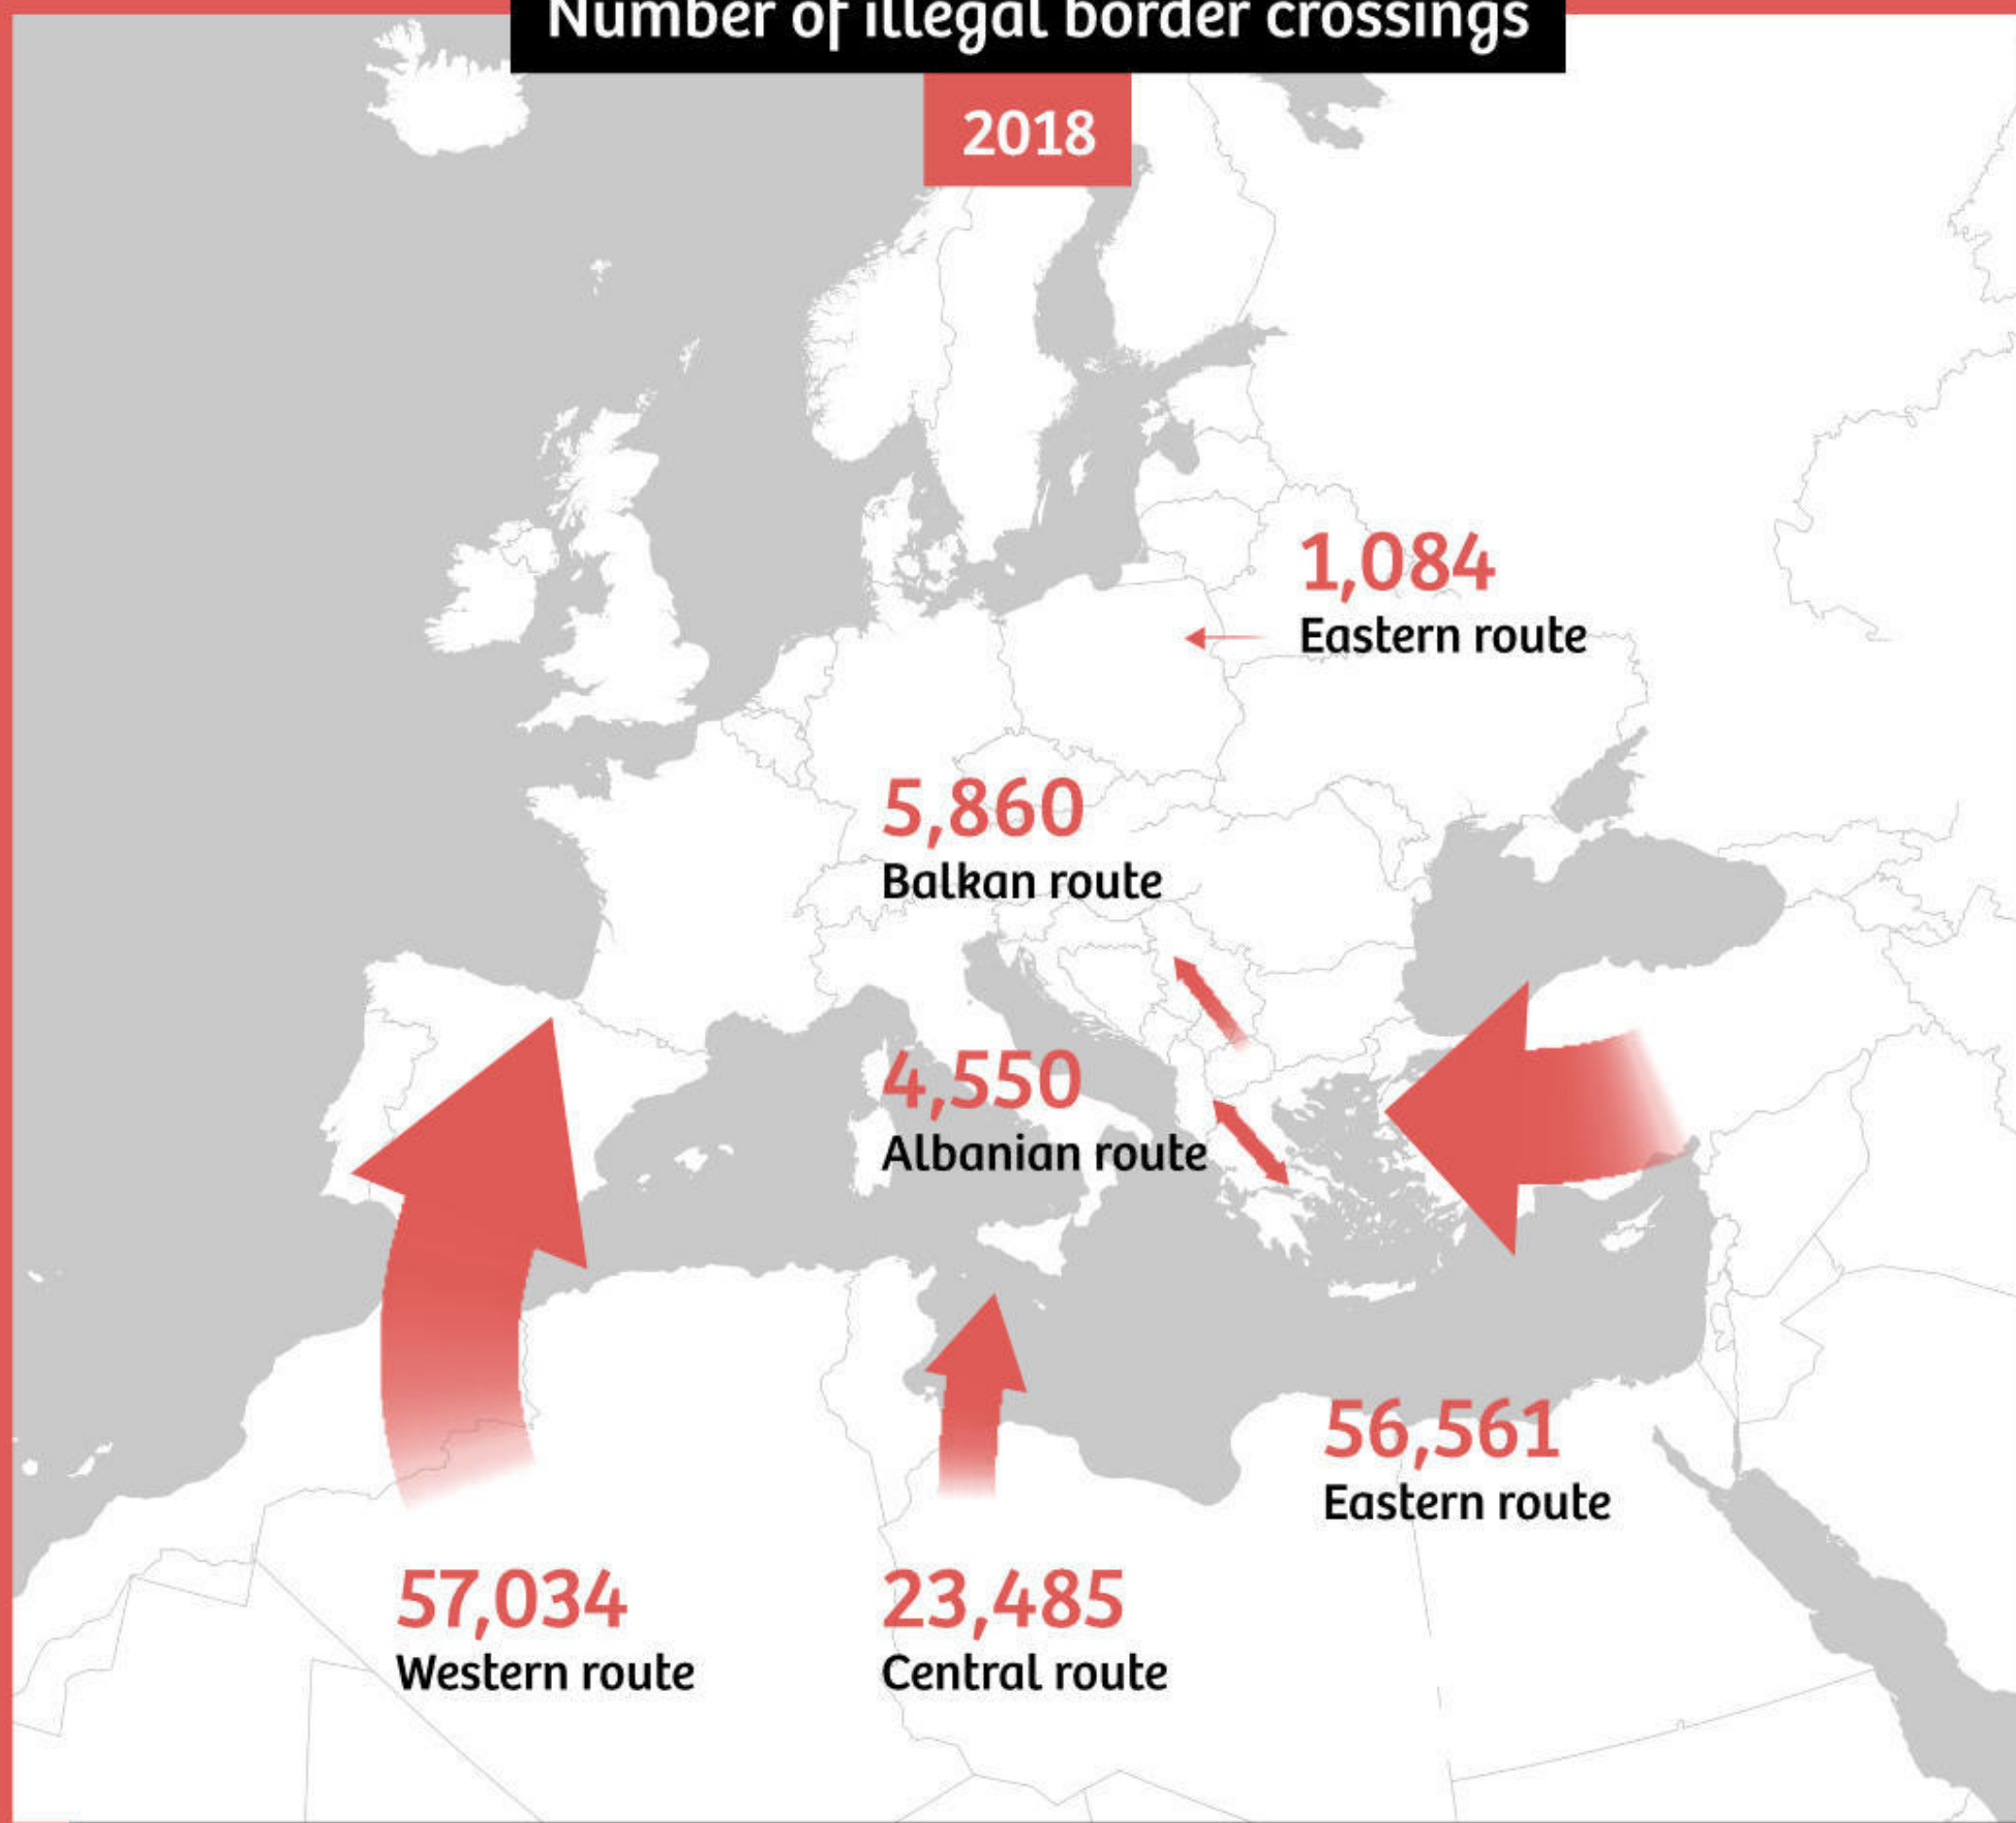 Number of illegal border crossings
2018
1,084
Eastern route
5,860
Balkan route
4,550
Albanian route
56,561
Eastern route
57,034
Western route
23,485
Central route